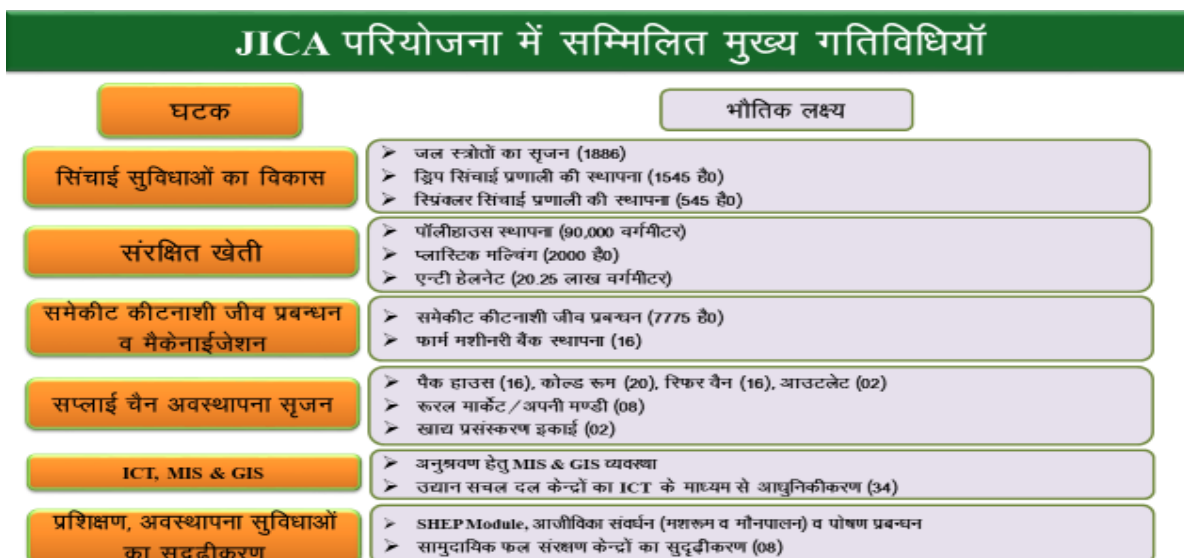 JICA परियोजना में सम्मिलित मुख्य गतिविधियॉ
घटक
भौतिक लक्ष्य
सिंचाई सुविधाओं का विकास
➢ जल स्त्रोतों का सृजन (1886)
➢ ड्रिप सिंचाई प्रणाली की स्थापना (1545 है0)
➢ स्प्रिंक्लर सिंचाई प्रणाली की स्थापना (545 है0)
संरक्षित खेती
➢ पॉलीहाउस स्थापना (90,000 वर्गमीटर)
➢ प्लास्टिक मल्चिंग (2000 है0)
➢ एन्टी हेलनेट (20.25 लाख वर्गमीटर)
समेकीट कीटनाशी जीव प्रबन्धन
व मैकेनाईजेशन
➢ समेकीट कीटनाशी जीव प्रबन्धन (7775 है0)
➢ फार्म मशीनरी बैंक स्थापना (16)
सप्लाई चैन अवस्थापना सृजन
➢ पैक हाउस (16), कोल्ड रूम (20), रिफर वैन (16), आउटलेट (02)
➢ रूरल मार्केट/अपनी मण्डी (08)
➢ खाद्य प्रसंस्करण इकाई (02)
ICT, MIS & GIS
➢ अनुश्रवण हेतु MIS & GIS व्यवस्था
➢ उद्यान सचल दल केन्द्रों का ICT के माध्यम से आधुनिकीकरण (34)
प्रशिक्षण, अवस्थापना सुविधाओं
का सुदृढ़ीकरण
➢ SHEP Module, आजीविका संवर्धन (मशरूम व मौनपालन) व पोषण प्रबन्धन
➢ सामुदायिक फल संरक्षण केन्द्रों का सुदृढ़ीकरण (08)